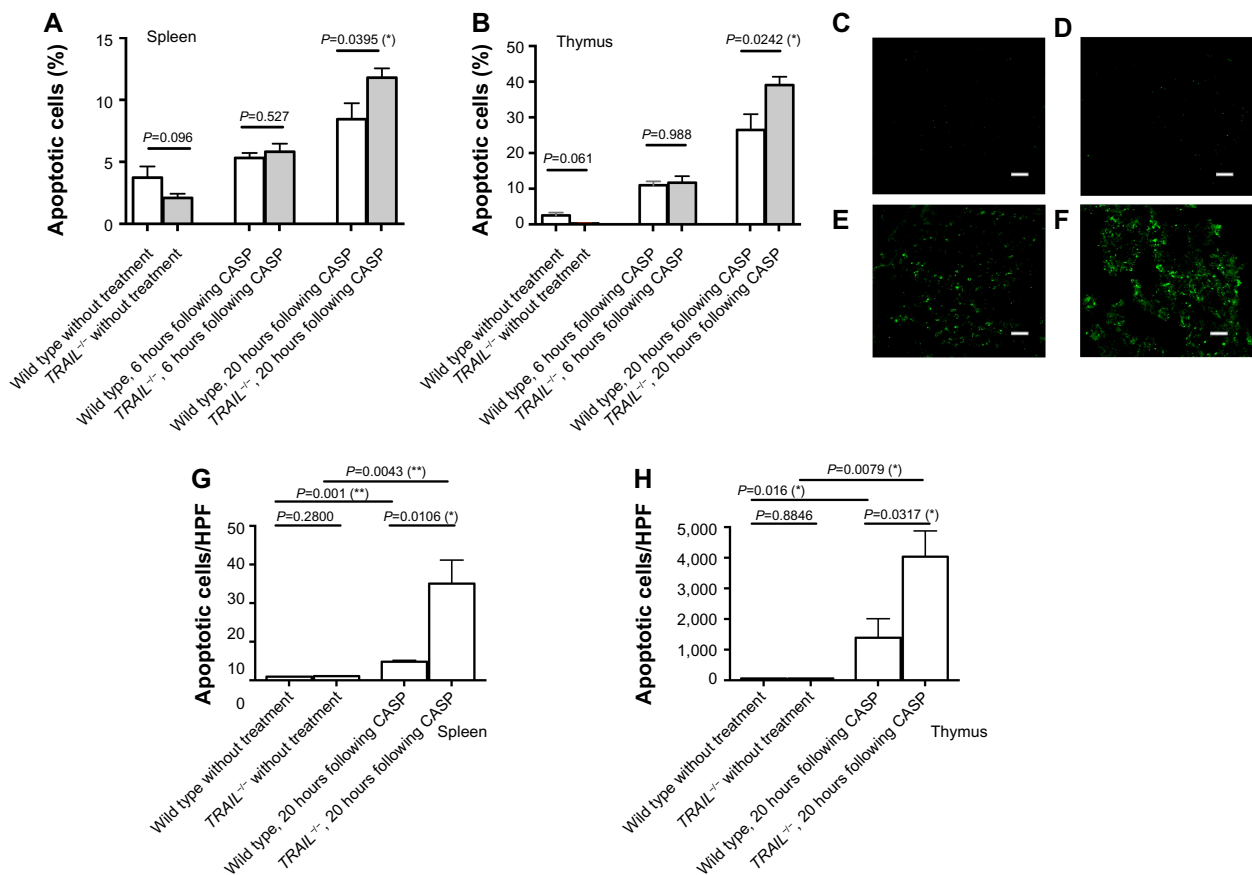 A
Spleen
Apoptotic cells (%)
15
10
5
0
P=0.096
P=0.527
P=0.0395 (*)
Wild type without treatment
TRAIL⁻/⁻ without treatment
Wild type, 6 hours following CASP
TRAIL⁻/⁻, 6 hours following CASP
Wild type, 20 hours following CASP
TRAIL⁻/⁻, 20 hours following CASP
B
Thymus
Apoptotic cells (%)
50
40
30
20
10
0
P=0.061
P=0.988
P=0.0242 (*)
Wild type without treatment
TRAIL⁻/⁻ without treatment
Wild type, 6 hours following CASP
TRAIL⁻/⁻, 6 hours following CASP
Wild type, 20 hours following CASP
TRAIL⁻/⁻, 20 hours following CASP
C
D
E
F
G
P=0.0043 (**)
P=0.001 (**)
P=0.2800
P=0.0106 (*)
Apoptotic cells/HPF
50
40
30
20
10
0
Wild type without treatment
TRAIL⁻/⁻ without treatment
Wild type, 20 hours following CASP
TRAIL⁻/⁻, 20 hours following CASP
Spleen
H
P=0.0079 (*)
P=0.016 (*)
P=0.8846
P=0.0317 (*)
Apoptotic cells/HPF
5,000
4,000
3,000
2,000
1,000
0
Wild type without treatment
TRAIL⁻/⁻ without treatment
Wild type, 20 hours following CASP
TRAIL⁻/⁻, 20 hours following CASP
Thymus